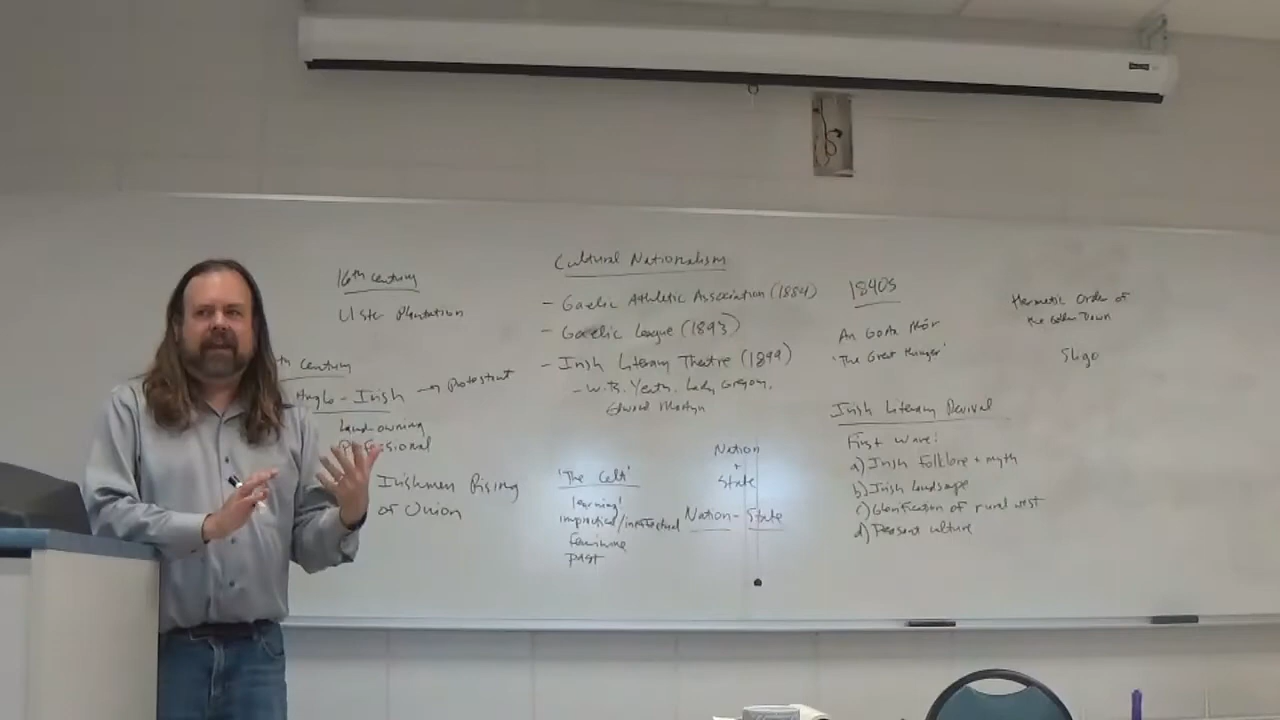 16th century
Ulster Plantation
th century
Anglo-Irish → Protestant
Landowning
Professional
Irishmen Rising
of Union
Cultural Nationalism
- Gaelic Athletic Association (1884)
- Gaelic League (1893)
- Irish Literary Theatre (1899)
- W.B. Yeats, Lady Gregory,
Edward Martyn
'The Celt'
learning
impractical/ineffectual
feminine
past
Nation
+
State
Nation-State
1840s
An Gorta Mór
'The Great Hunger'
Irish Literary Revival
First Wave:
a) Irish folklore + myth
b) Irish landscape
c) Glorification of rural west
d) Peasant culture
Hermetic Order of
the Golden Dawn
Sligo